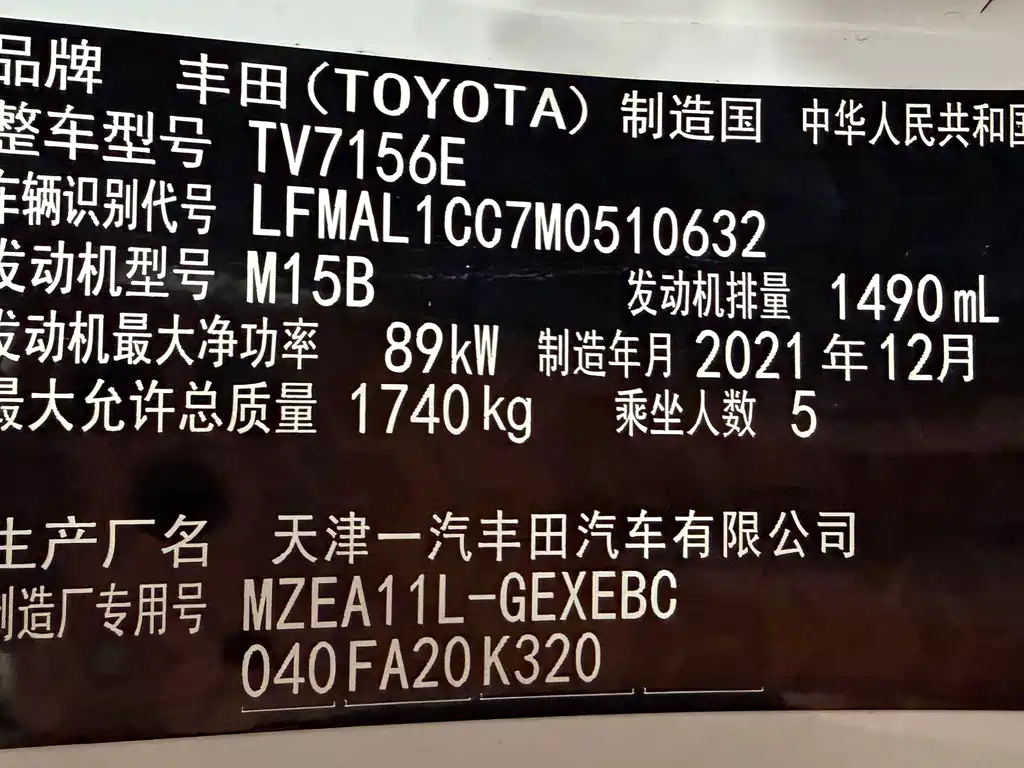 品牌 丰田(TOYOTA) 制造国 中华人民共和国
整车型号 TV7156E
车辆识别代号 LFMAL1CC7M0510632
发动机型号 M15B 发动机排量 1490mL
发动机最大净功率 89kW 制造年月 2021年12月
最大允许总质量 1740kg 乘坐人数 5
生产厂名 天津一汽丰田汽车有限公司
制造厂专用号 MZEA11L-GEXEBC
040FA20K320